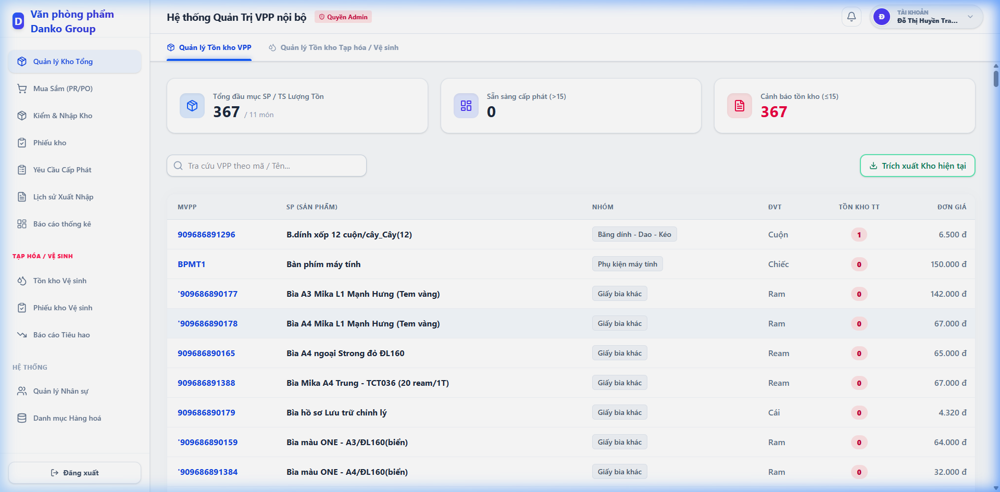 D
Văn phòng phẩm
Danko Group
Quản lý Kho Tổng
Mua Sắm (PR/PO)
Kiểm & Nhập Kho
Phiếu kho
Yêu Cầu Cấp Phát
Lịch sử Xuất Nhập
Báo cáo thống kê
TẠP HÓA / VỆ SINH
Tồn kho Vệ sinh
Phiếu kho Vệ sinh
Báo cáo Tiêu hao
HỆ THỐNG
Quản lý Nhân sự
Danh mục Hàng hoá
Đăng xuất
Hệ thống Quản Trị VPP nội bộ
Quyền Admin
Đ
TÀI KHOẢN
Đỗ Thị Huyền Tra...
Quản lý Tồn kho VPP
Quản lý Tồn kho Tạp hóa / Vệ sinh
Tổng đầu mục SP / TS Lượng Tồn
367 / 11 món
Sẵn sàng cấp phát (>15)
0
Cảnh báo tồn kho (≤15)
367
Tra cứu VPP theo mã / Tên...
Trích xuất Kho hiện tại
MVPP SP (SẢN PHẨM) NHÓM ĐVT TỒN KHO TT ĐƠN GIÁ
909686891296 B.dính xốp 12 cuộn/cây_Cây(12) Băng dính - Dao - Kéo Cuộn 1 6.500 đ
BPMT1 Bàn phím máy tính Phụ kiện máy tính Chiếc 0 150.000 đ
'909686890177 Bìa A3 Mika L1 Mạnh Hưng (Tem vàng) Giấy bìa khác Ram 0 142.000 đ
'909686890178 Bìa A4 Mika L1 Mạnh Hưng (Tem vàng) Giấy bìa khác Ram 0 67.000 đ
909686890165 Bìa A4 ngoại Strong đỏ ĐL160 Giấy bìa khác Ream 0 65.000 đ
909686891388 Bìa Mika A4 Trung - TCT036 (20 ream/1T) Giấy bìa khác Ream 0 67.000 đ
909686890179 Bìa hồ sơ Lưu trữ chỉnh lý Giấy bìa khác Cái 0 4.320 đ
'909686890159 Bìa màu ONE - A3/ĐL160(biển) Giấy bìa khác Ram 0 64.000 đ
'909686891384 Bìa màu ONE - A4/ĐL160(biển) Giấy bìa khác Ram 0 32.000 đ